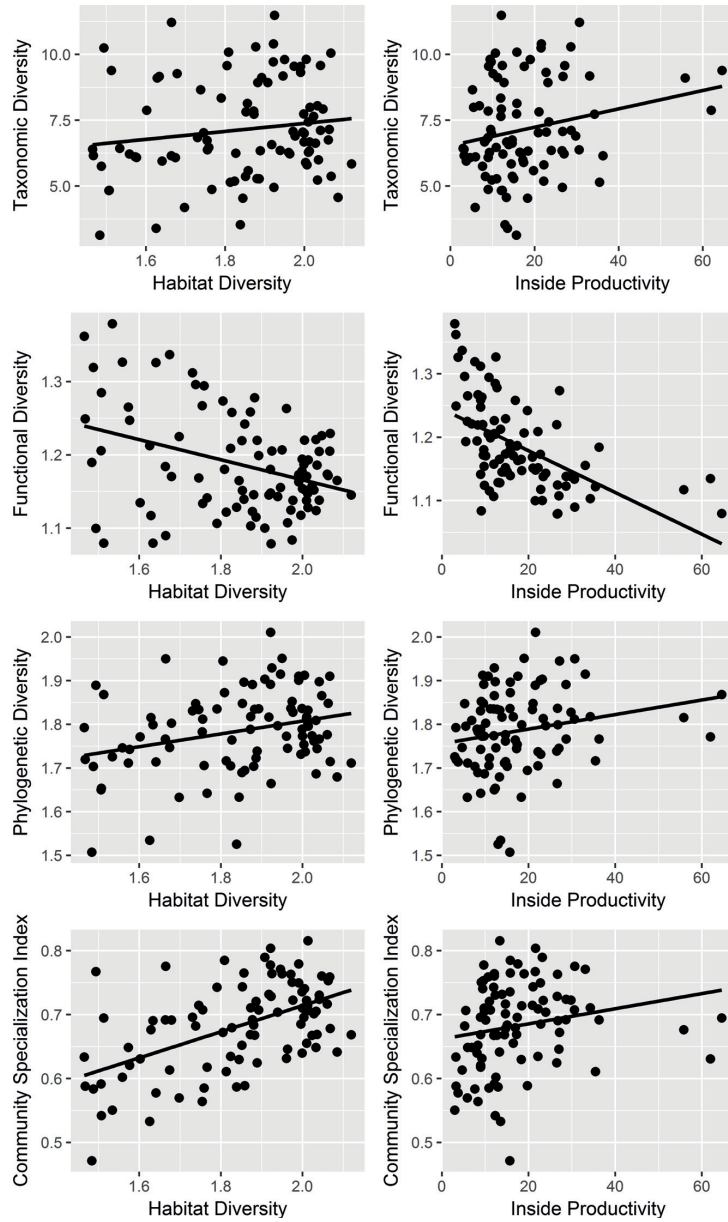 Taxonomic Diversity
10.0
7.5
5.0
1.6 1.8 2.0
Habitat Diversity
Taxonomic Diversity
10.0
7.5
5.0
0 20 40 60
Inside Productivity
Functional Diversity
1.3
1.2
1.1
1.6 1.8 2.0
Habitat Diversity
Functional Diversity
1.3
1.2
1.1
0 20 40 60
Inside Productivity
Phylogenetic Diversity
2.0
1.9
1.8
1.7
1.6
1.5
1.6 1.8 2.0
Habitat Diversity
Phylogenetic Diversity
2.0
1.9
1.8
1.7
1.6
1.5
0 20 40 60
Inside Productivity
Community Specialization Index
0.8
0.7
0.6
0.5
1.6 1.8 2.0
Habitat Diversity
Community Specialization Index
0.8
0.7
0.6
0.5
0 20 40 60
Inside Productivity